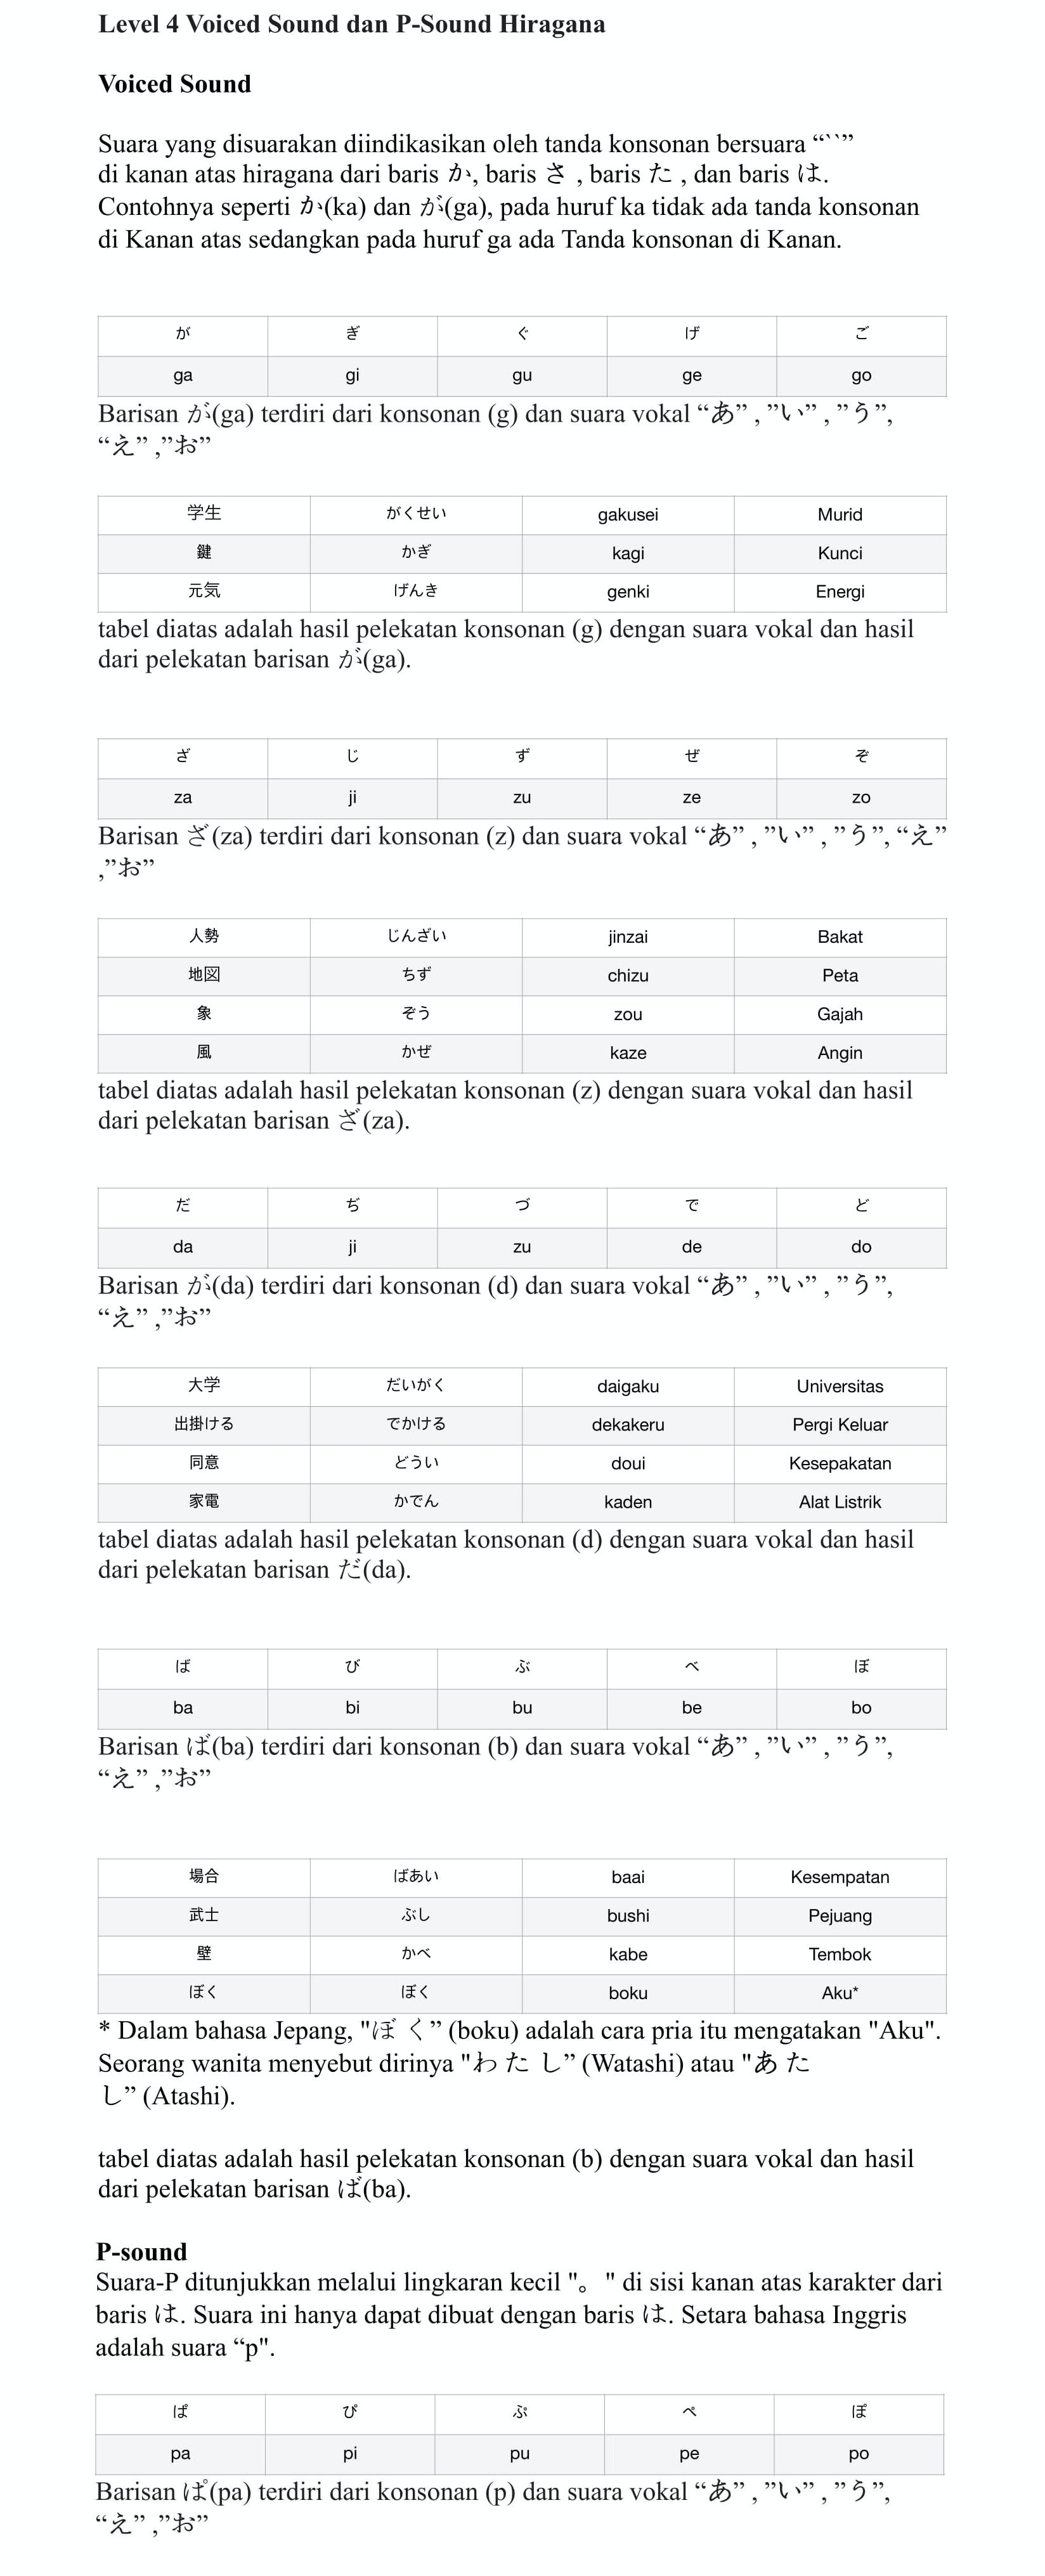 Level 4 Voiced Sound dan P-Sound Hiragana
Voiced Sound
Suara yang disuarakan diindikasikan oleh tanda konsonan bersuara “``”
di kanan atas hiragana dari baris か, baris さ , baris た , dan baris は.
Contohnya seperti か(ka) dan が(ga), pada huruf ka tidak ada tanda konsonan
di Kanan atas sedangkan pada huruf ga ada Tanda konsonan di Kanan.
が ぎ ぐ げ ご
ga gi gu ge go
Barisan が(ga) terdiri dari konsonan (g) dan suara vokal “あ” , ”い” , ”う”,
“え” ,”お”
学生 がくせい gakusei Murid
鍵 かぎ kagi Kunci
元気 げんき genki Energi
tabel diatas adalah hasil pelekatan konsonan (g) dengan suara vokal dan hasil
dari pelekatan barisan が(ga).
ざ じ ず ぜ ぞ
za ji zu ze zo
Barisan ざ(za) terdiri dari konsonan (z) dan suara vokal “あ” , ”い” , ”う”, “え”
,”お”
人勢 じんざい jinzai Bakat
地図 ちず chizu Peta
象 ぞう zou Gajah
風 かぜ kaze Angin
tabel diatas adalah hasil pelekatan konsonan (z) dengan suara vokal dan hasil
dari pelekatan barisan ざ(za).
だ ぢ づ で ど
da ji zu de do
Barisan が(da) terdiri dari konsonan (d) dan suara vokal “あ” , ”い” , ”う”,
“え” ,”お”
大学 だいがく daigaku Universitas
出掛ける でかける dekakeru Pergi Keluar
同意 どうい doui Kesepakatan
家電 かでん kaden Alat Listrik
tabel diatas adalah hasil pelekatan konsonan (d) dengan suara vokal dan hasil
dari pelekatan barisan だ(da).
ば び ぶ べ ぼ
ba bi bu be bo
Barisan ば(ba) terdiri dari konsonan (b) dan suara vokal “あ” , ”い” , ”う”,
“え” ,”お”
場合 ばあい baai Kesempatan
武士 ぶし bushi Pejuang
壁 かべ kabe Tembok
ぼく ぼく boku Aku*
* Dalam bahasa Jepang, "ぼ く” (boku) adalah cara pria itu mengatakan "Aku".
Seorang wanita menyebut dirinya "わ た し” (Watashi) atau "あ た
し” (Atashi).
tabel diatas adalah hasil pelekatan konsonan (b) dengan suara vokal dan hasil
dari pelekatan barisan ば(ba).
P-sound
Suara-P ditunjukkan melalui lingkaran kecil "。 " di sisi kanan atas karakter dari
baris は. Suara ini hanya dapat dibuat dengan baris は. Setara bahasa Inggris
adalah suara “p".
ぱ ぴ ぷ ぺ ぽ
pa pi pu pe po
Barisan ぱ(pa) terdiri dari konsonan (p) dan suara vokal “あ” , ”い” , ”う”,
“え” ,”お”